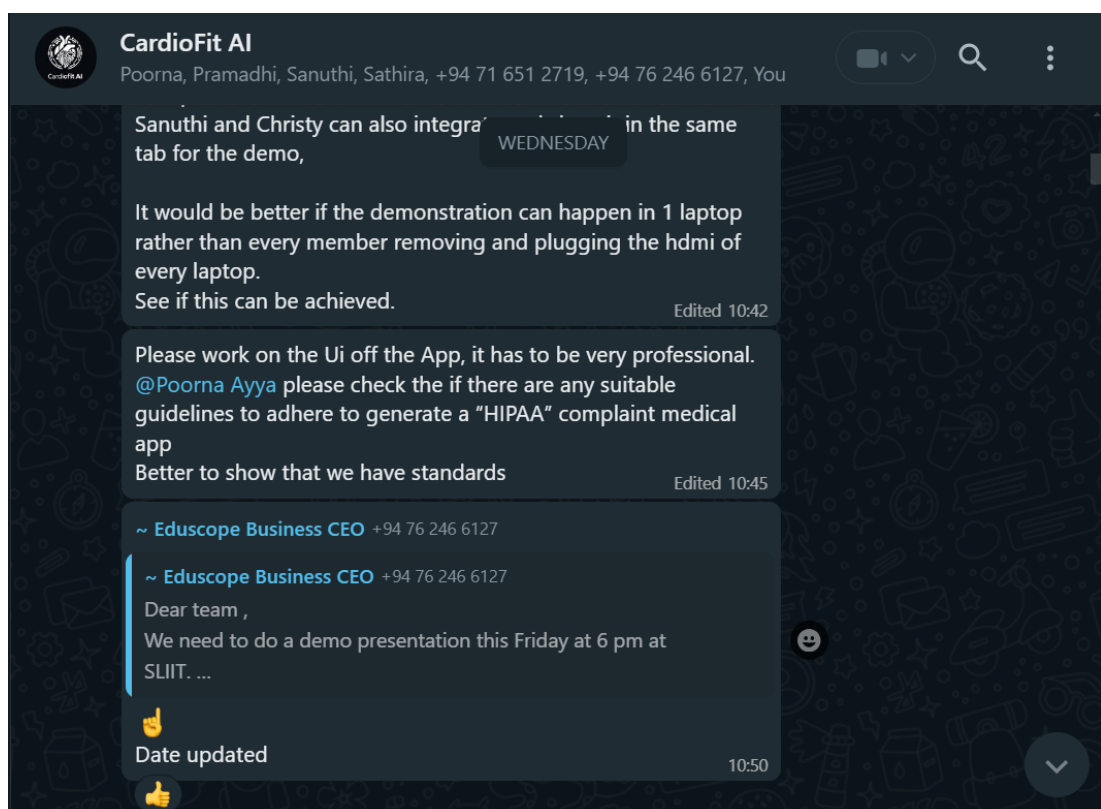 CardioFit AI
Poorna, Pramadhi, Sanuthi, Sathira, +94 71 651 2719, +94 76 246 6127, You
Cardiofit AI
Sanuthi and Christy can also in the same
WEDNESDAY
tab for the demo,
It would be better if the demonstration can happen in 1 laptop
rather than every member removing and plugging the hdmi of
every laptop.
See if this can be achieved.
Edited 10:42
Please work on the Ui off the App, it has to be very professional.
@Poorna Ayya please check the if there are any suitable
guidelines to adhere to generate a “HIPAA” complaint medical
app
Better to show that we have standards
Edited 10:45
~ Eduscope Business CEO +94 76 246 6127
~ Eduscope Business CEO +94 76 246 6127
Dear team ,
We need to do a demo presentation this Friday at 6 pm at
SLIIT. ...
☝
Date updated
10:50
👍